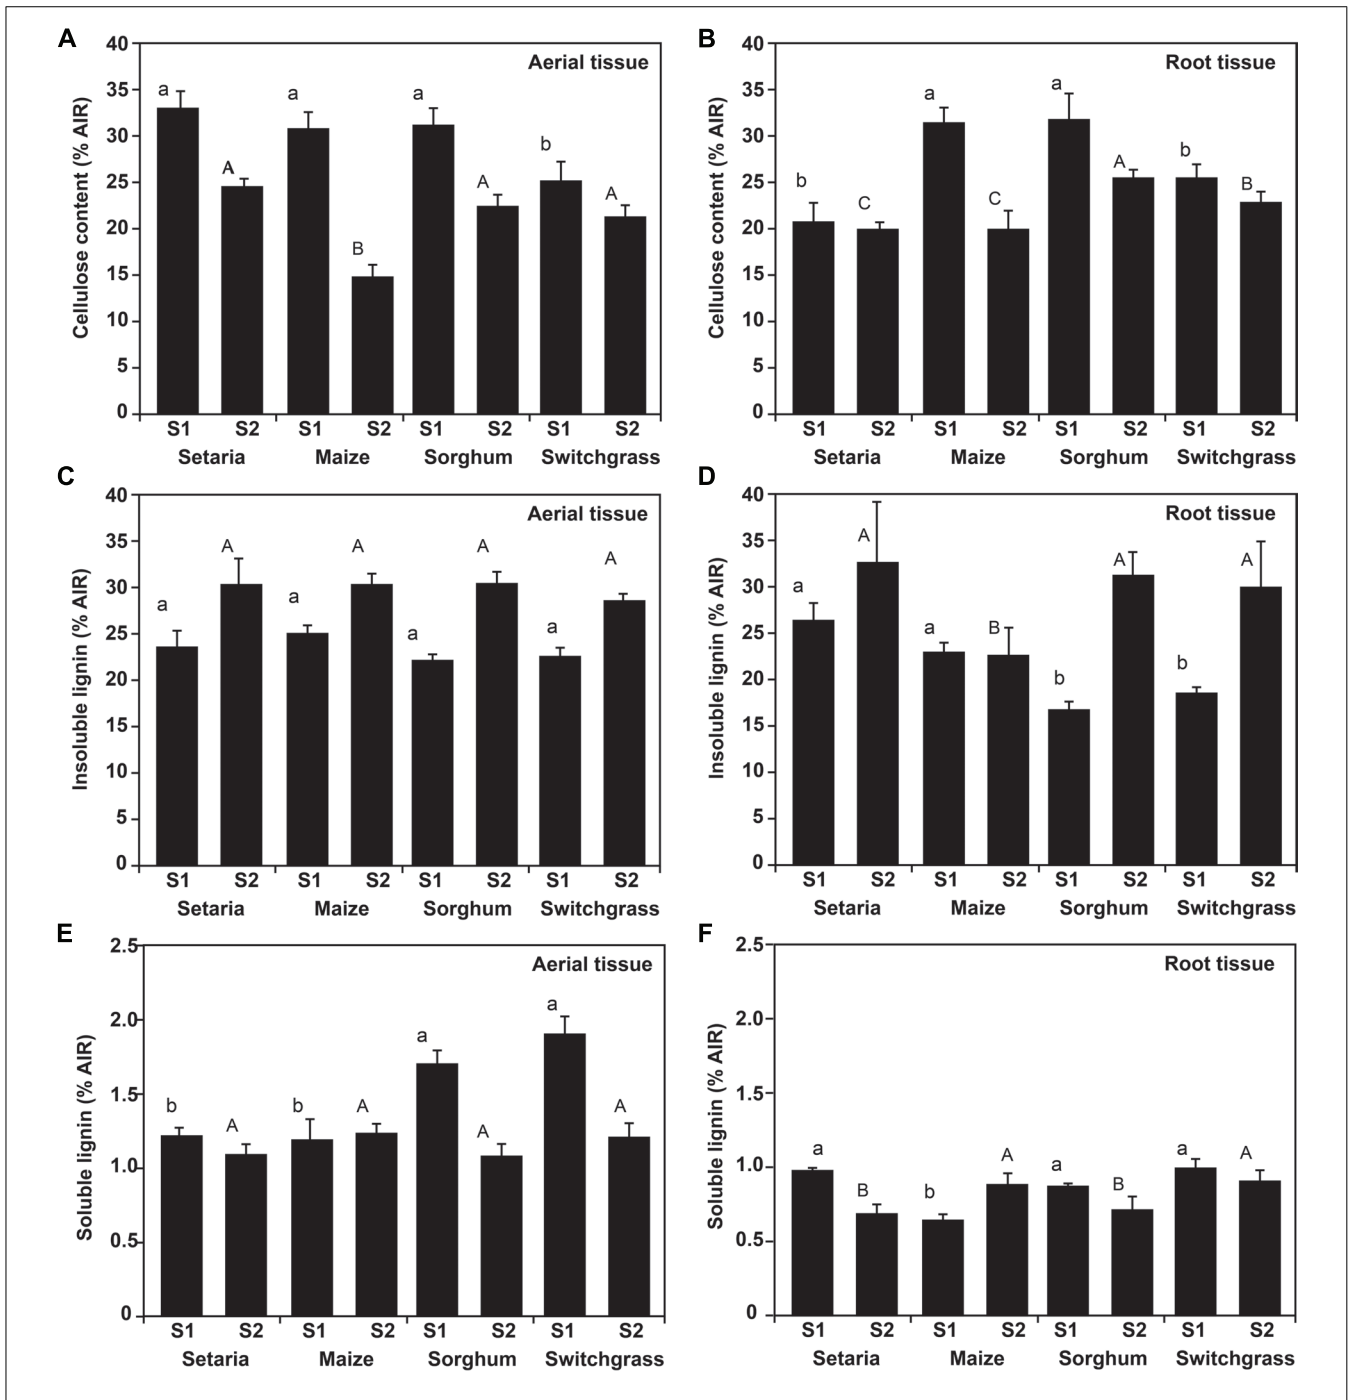 A
Aerial tissue
Cellulose content (% AIR)
40
35
30
25
20
15
10
5
0
a
A
a
B
a
A
b
A
S1 S2 S1 S2 S1 S2 S1 S2
Setaria Maize Sorghum Switchgrass
B
Root tissue
Cellulose content (% AIR)
40
35
30
25
20
15
10
5
0
b
C
a
C
a
A
b
B
S1 S2 S1 S2 S1 S2 S1 S2
Setaria Maize Sorghum Switchgrass
C
Aerial tissue
Insoluble lignin (% AIR)
40
35
30
25
20
15
10
5
0
a
A
a
A
a
A
a
A
S1 S2 S1 S2 S1 S2 S1 S2
Setaria Maize Sorghum Switchgrass
D
Root tissue
Insoluble lignin (% AIR)
40
35
30
25
20
15
10
5
0
a
A
a
B
b
A
b
A
S1 S2 S1 S2 S1 S2 S1 S2
Setaria Maize Sorghum Switchgrass
E
Aerial tissue
Soluble lignin (% AIR)
2.5
2.0
1.5
1.0
0.5
0
b
A
b
A
a
A
a
A
S1 S2 S1 S2 S1 S2 S1 S2
Setaria Maize Sorghum Switchgrass
F
Root tissue
Soluble lignin (% AIR)
2.5
2.0
1.5
1.0
0.5
0
a
B
b
A
a
B
a
A
S1 S2 S1 S2 S1 S2 S1 S2
Setaria Maize Sorghum Switchgrass